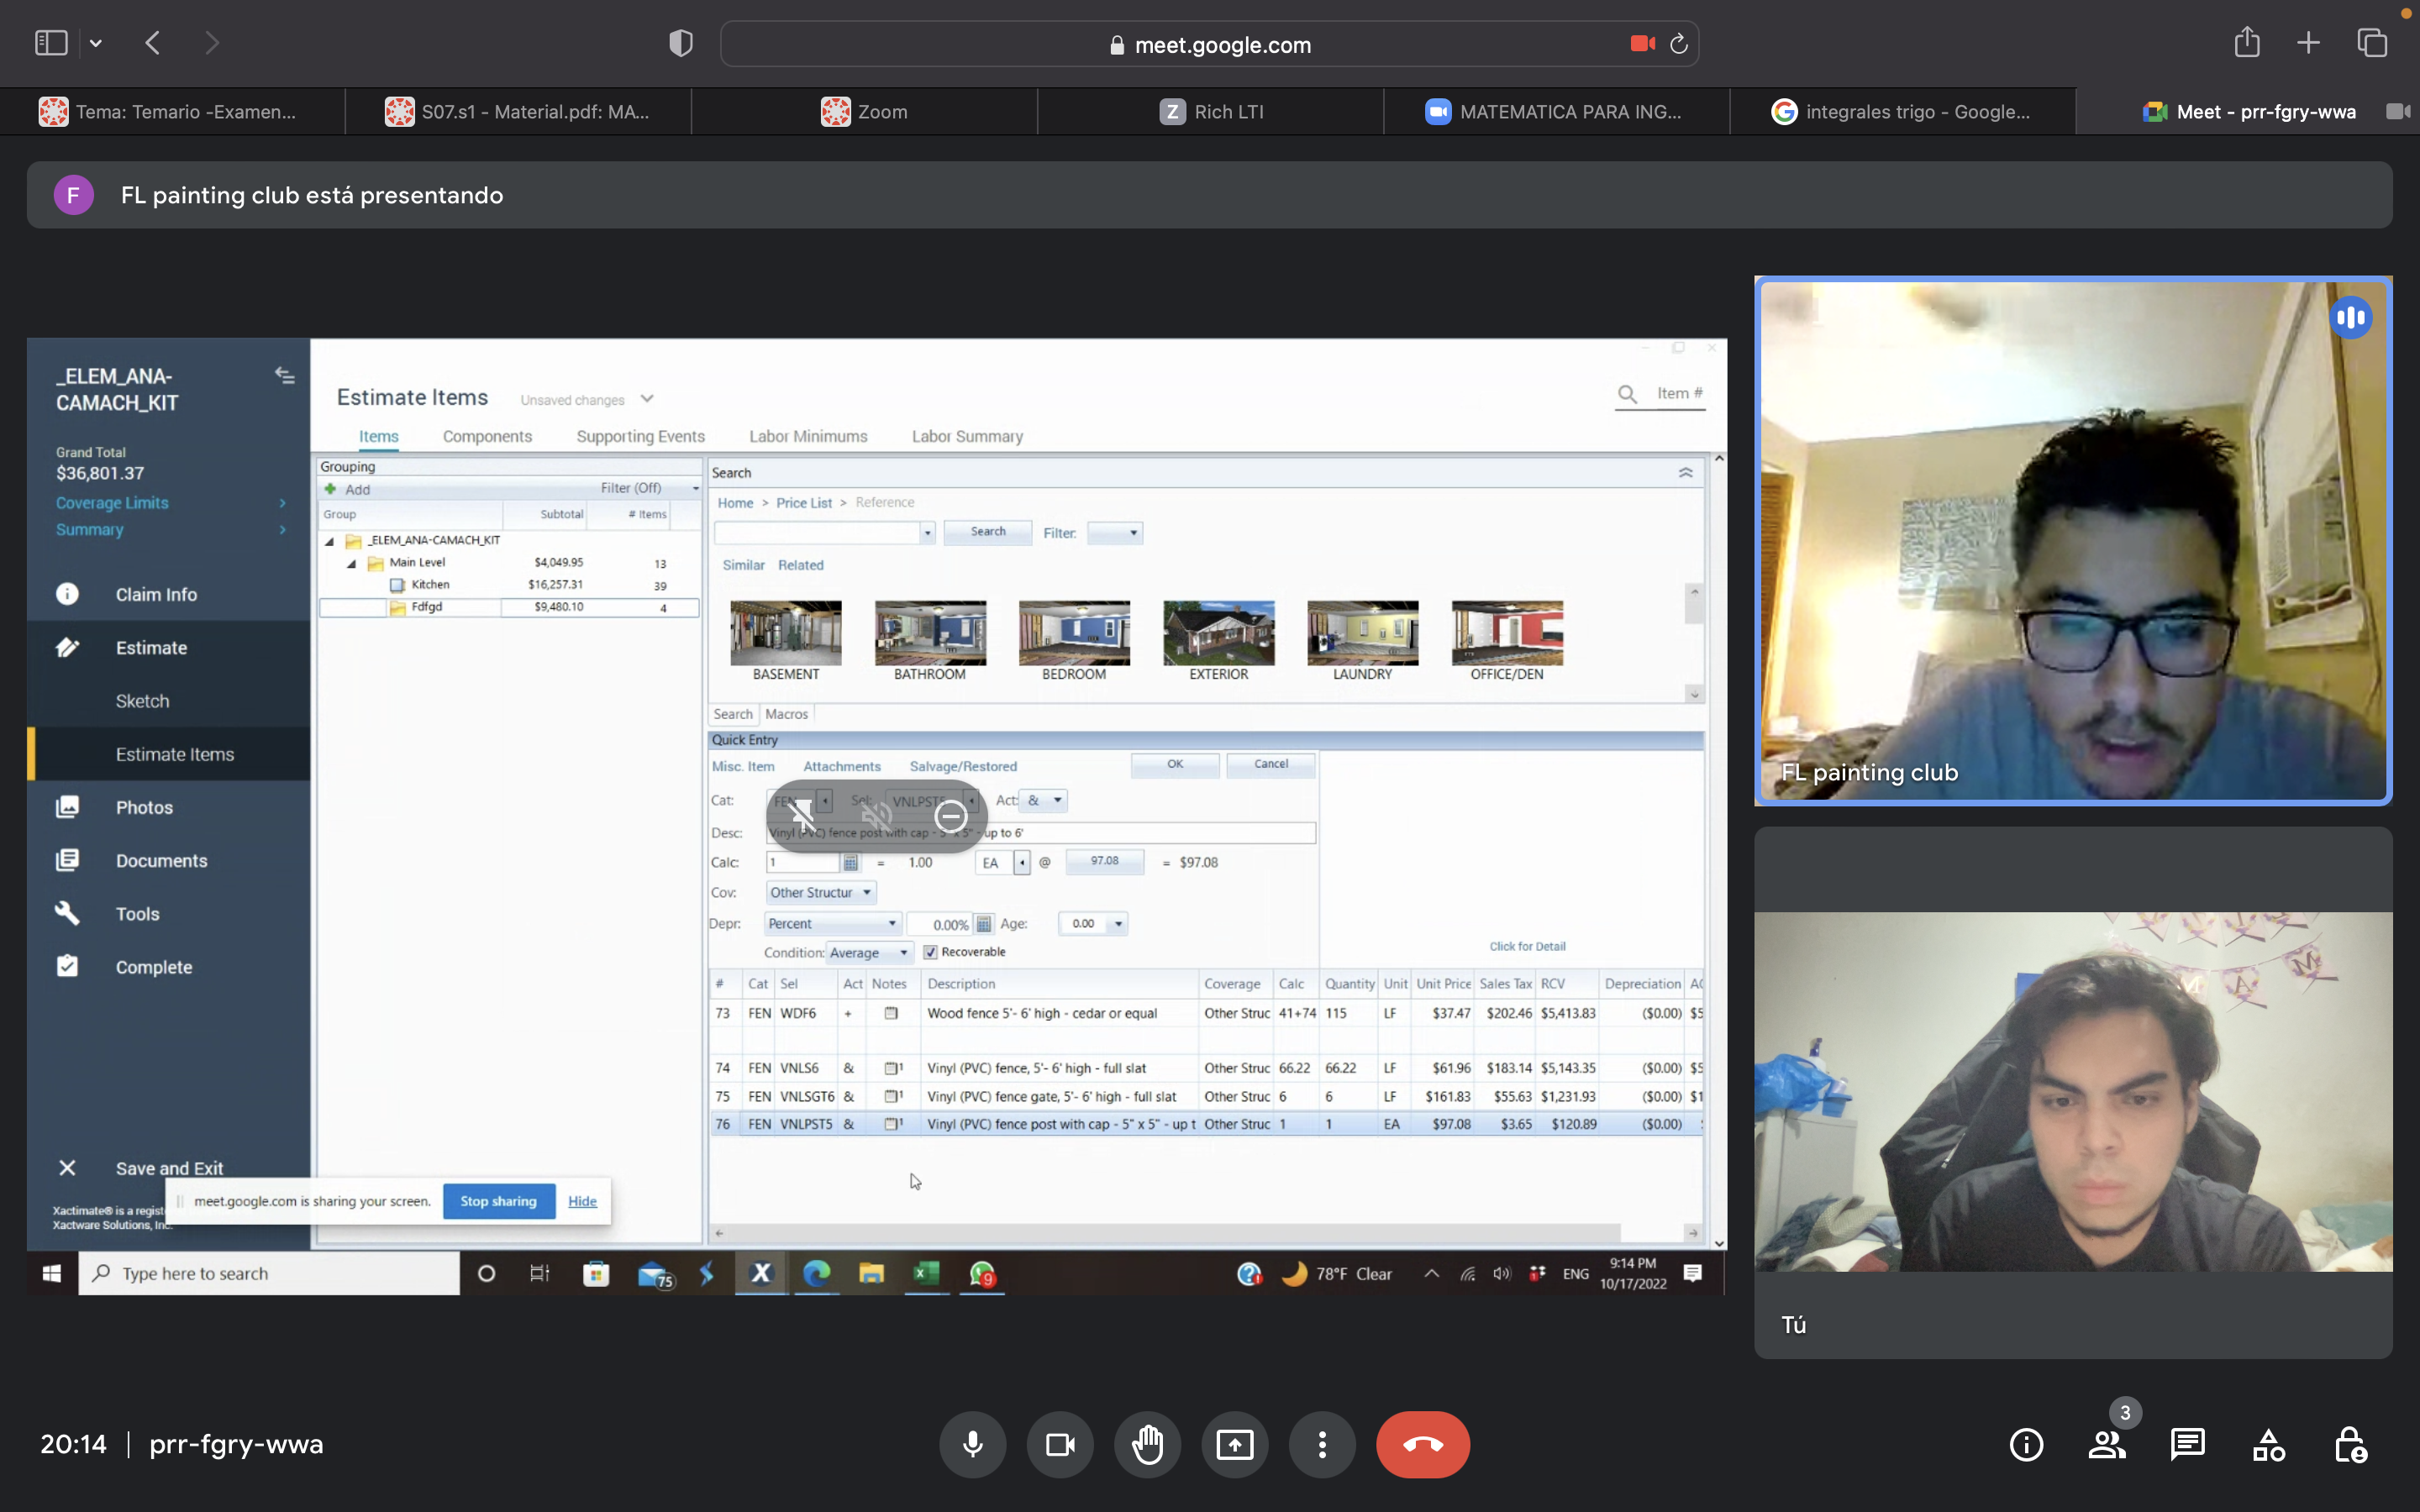 meet.google.com
Tema: Temario -Examen...
S07.s1 - Material.pdf: MA...
Zoom
Z Rich LTI
MATEMATICA PARA ING...
integrales trigo - Google...
Meet - prr-fgry-wwa
F FL painting club está presentando
_ELEM_ANA-
CAMACH_KIT
Grand Total
$36,801.37
Coverage Limits >
Summary >
Claim Info
Estimate
Sketch
Estimate Items
Photos
Documents
Tools
Complete
Save and Exit
Xactimate® is a regist
Xactware Solutions, Inc.
Estimate Items Unsaved changes
Item #
Items Components Supporting Events Labor Minimums Labor Summary
Grouping
Add Filter (Off)
Group Subtotal # Items
_ELEM_ANA-CAMACH_KIT
Main Level $4,049.95 13
Kitchen $16,257.31 39
Fdfgd $9,480.10 4
Search
Home > Price List > Reference
Search Filter:
Similar Related
BASEMENT BATHROOM BEDROOM EXTERIOR LAUNDRY OFFICE/DEN
Search Macros
Quick Entry
Misc. Item Attachments Salvage/Restored OK Cancel
Cat: FEN Sel: VNLPST5 Act: &
Desc: Vinyl (PVC) fence post with cap - 5" x 5" - up to 6'
Calc: 1 = 1.00 EA @ 97.08 = $97.08
Cov: Other Structur
Depr: Percent 0.00% Age: 0.00
Condition: Average Recoverable
Click for Detail
# Cat Sel Act Notes Description Coverage Calc Quantity Unit Unit Price Sales Tax RCV Depreciation AC
73 FEN WDF6 + Wood fence 5'- 6' high - cedar or equal Other Struc 41+74 115 LF $37.47 $202.46 $5,413.83 ($0.00) $5
74 FEN VNLS6 & 1 Vinyl (PVC) fence, 5'- 6' high - full slat Other Struc 66.22 66.22 LF $61.96 $183.14 $5,143.35 ($0.00) $5
75 FEN VNLSGT6 & 1 Vinyl (PVC) fence gate, 5'- 6' high - full slat Other Struc 6 6 LF $161.83 $55.63 $1,231.93 ($0.00) $1
76 FEN VNLPST5 & 1 Vinyl (PVC) fence post with cap - 5" x 5" - up t Other Struc 1 1 EA $97.08 $3.65 $120.89 ($0.00)
meet.google.com is sharing your screen. Stop sharing Hide
Type here to search
75
X
9
78°F Clear
ENG
9:14 PM
10/17/2022
FL painting club
M
A
M
Tú
20:14 | prr-fgry-wwa
3